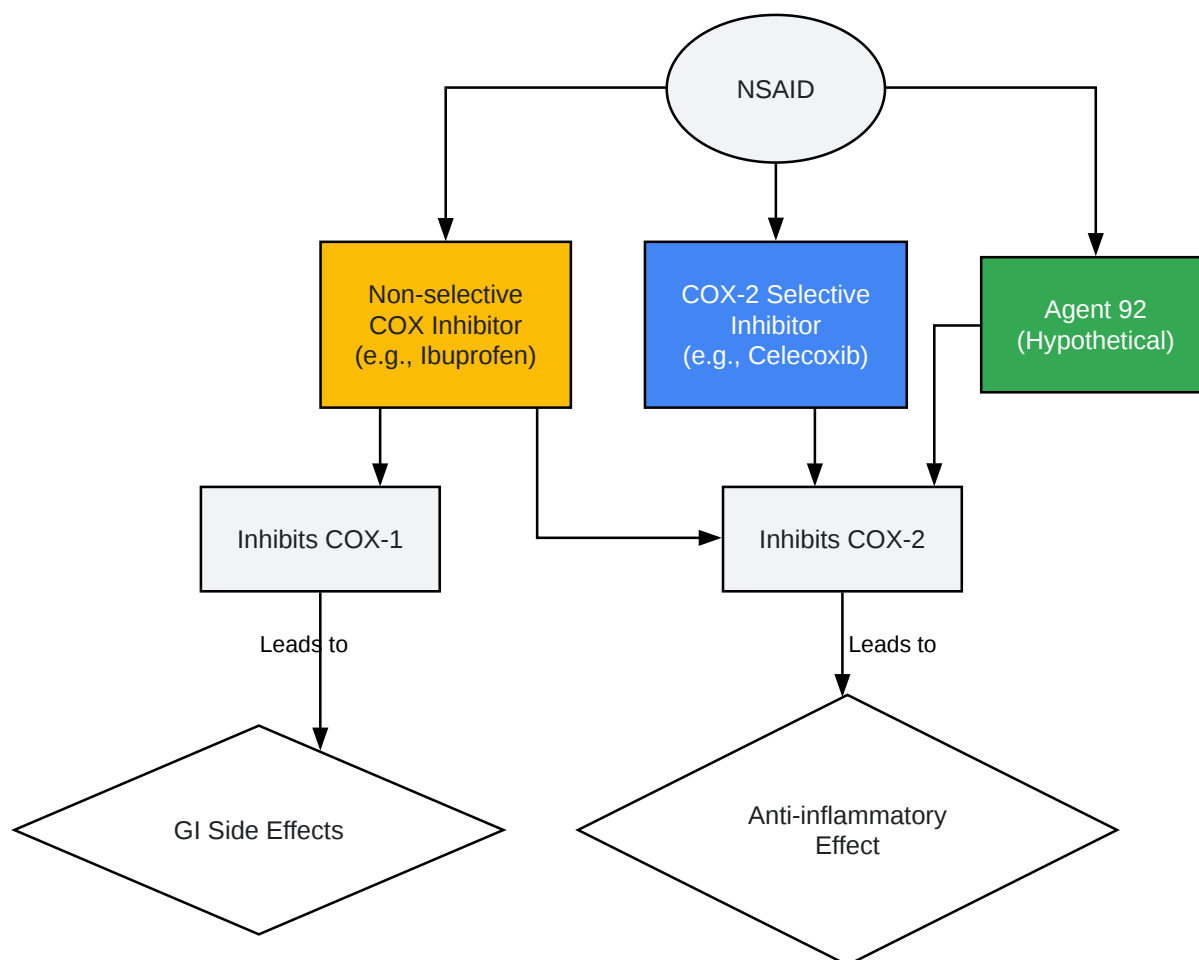 NSAID
Non-selective
COX Inhibitor
(e.g., Ibuprofen)
COX-2 Selective
Inhibitor
(e.g., Celecoxib)
Agent 92
(Hypothetical)
Inhibits COX-1
Inhibits COX-2
Leads to
Leads to
GI Side Effects
Anti-inflammatory
Effect